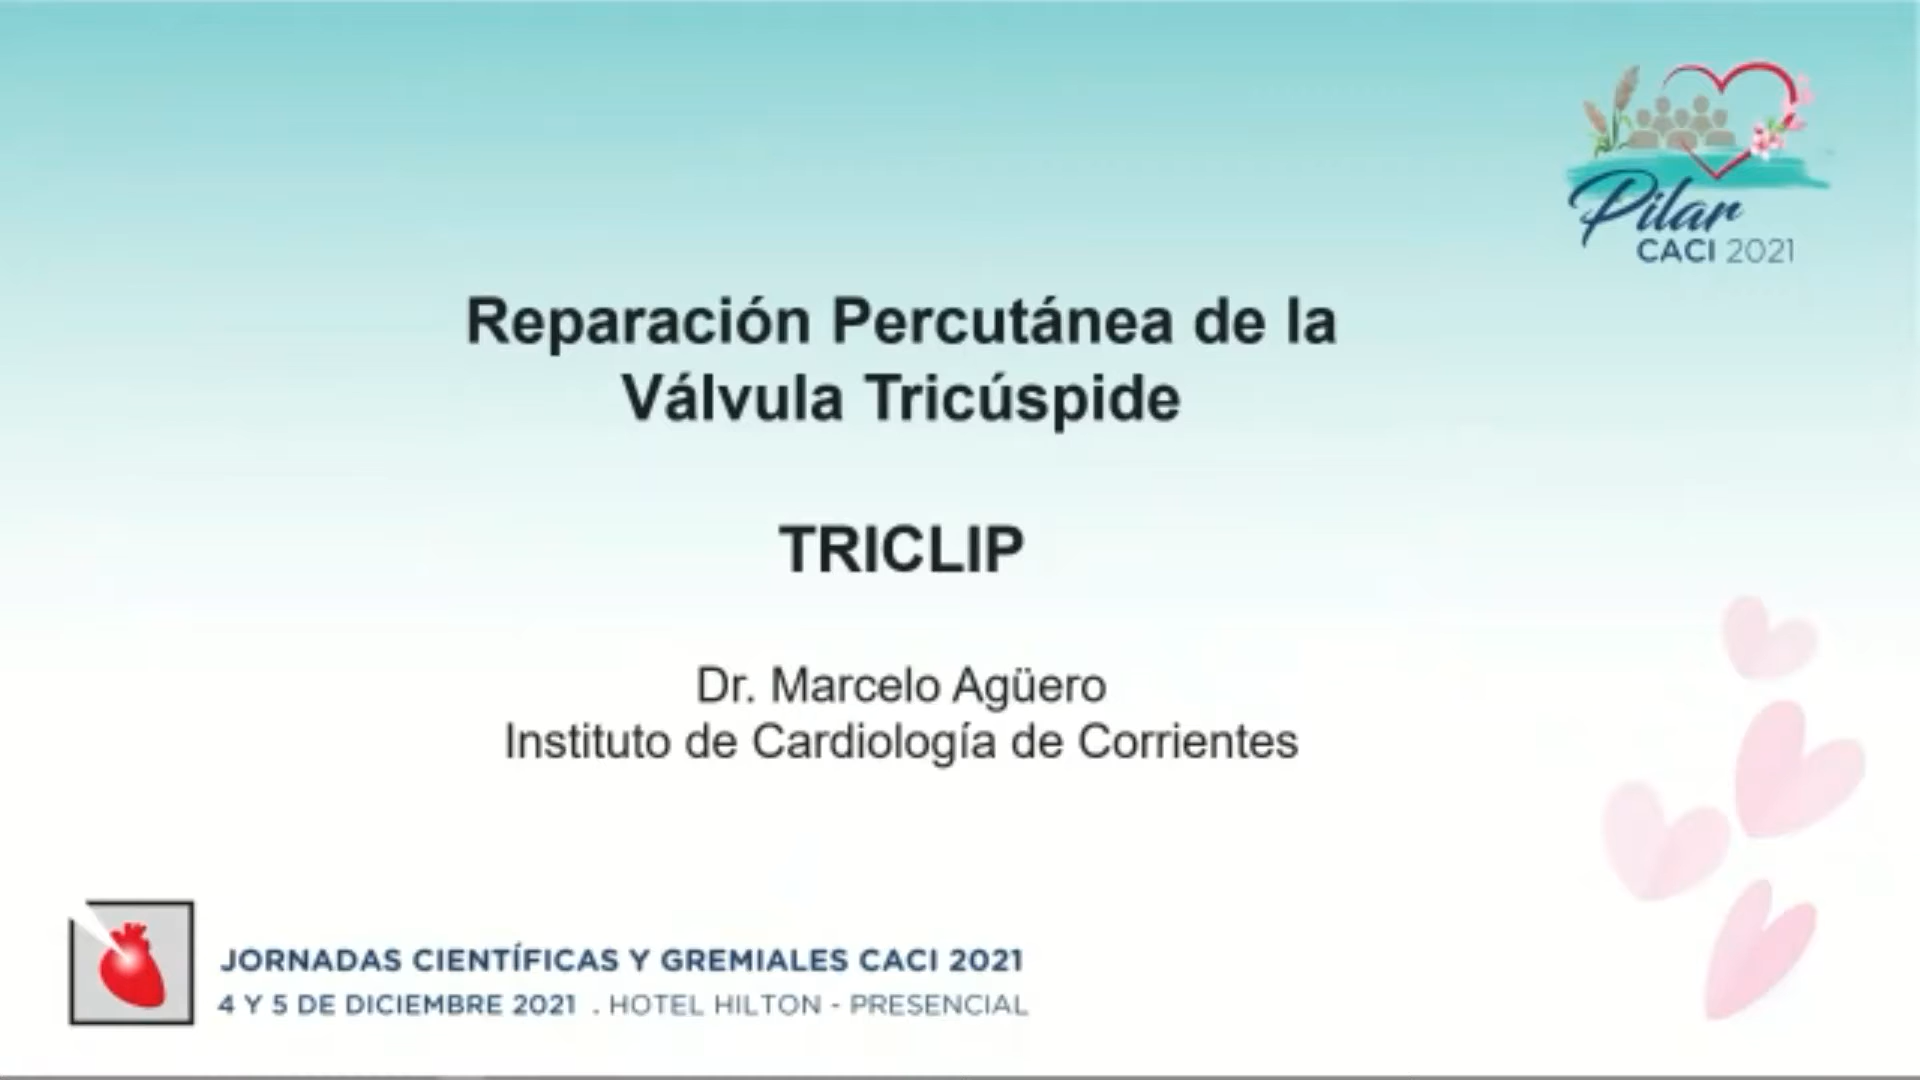 Pilar
CACI 2021
Reparación Percutánea de la
Válvula Tricúspide
TRICLIP
Dr. Marcelo Agüero
Instituto de Cardiología de Corrientes
JORNADAS CIENTÍFICAS Y GREMIALES CACI 2021
4 Y 5 DE DICIEMBRE 2021 . HOTEL HILTON - PRESENCIAL